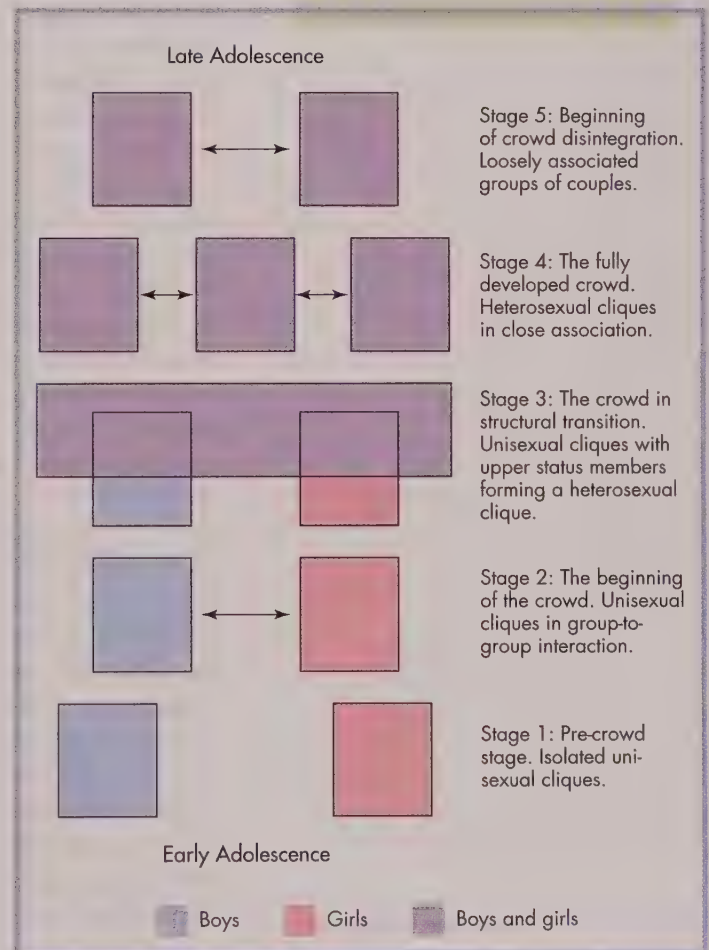 Late Adolescence
Stage 5: Beginning
of crowd disintegration.
Loosely associated
groups of couples.
Stage 4: The fully
developed crowd.
Heterosexual cliques
in close association.
Stage 3: The crowd in
structural transition.
Unisexual cliques with
upper status members
forming a heterosexual
clique.
Stage 2: The beginning
of the crowd. Unisexual
cliques in group-to-
group interaction.
Stage 1: Pre-crowd
stage. Isolated uni-
sexual cliques.
Early Adolescence
Boys
Girls
Boys and girls